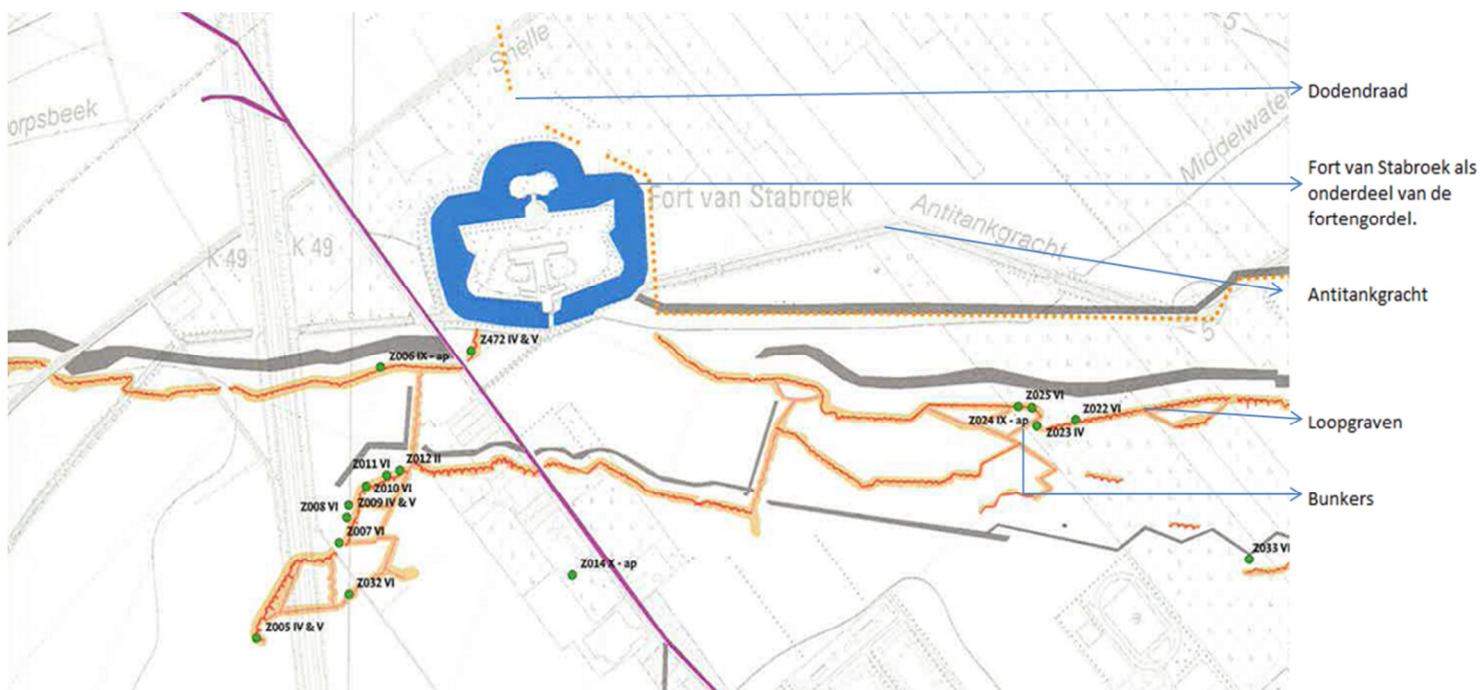 Snelle
Dodendraad
orpsbeek
Middelwater
Fort van Stabroek als
onderdeel van de
fortengordel.
Fort van Stabroek
Antitankgracht
K 49
K 49
Antitankgracht
5
5
Z472 IV & V
Z006 IX - ap
Z025 VI
Z022 VI
Z024 IX - ap
Z023 IV
Loopgraven
Z012 II
Z011 VI
Z010 VI
Z009 IV & V
Z008 VI
Bunkers
Z007 VI
Z033 VI
Z014 X - ap
Z032 VI
Z005 IV & V